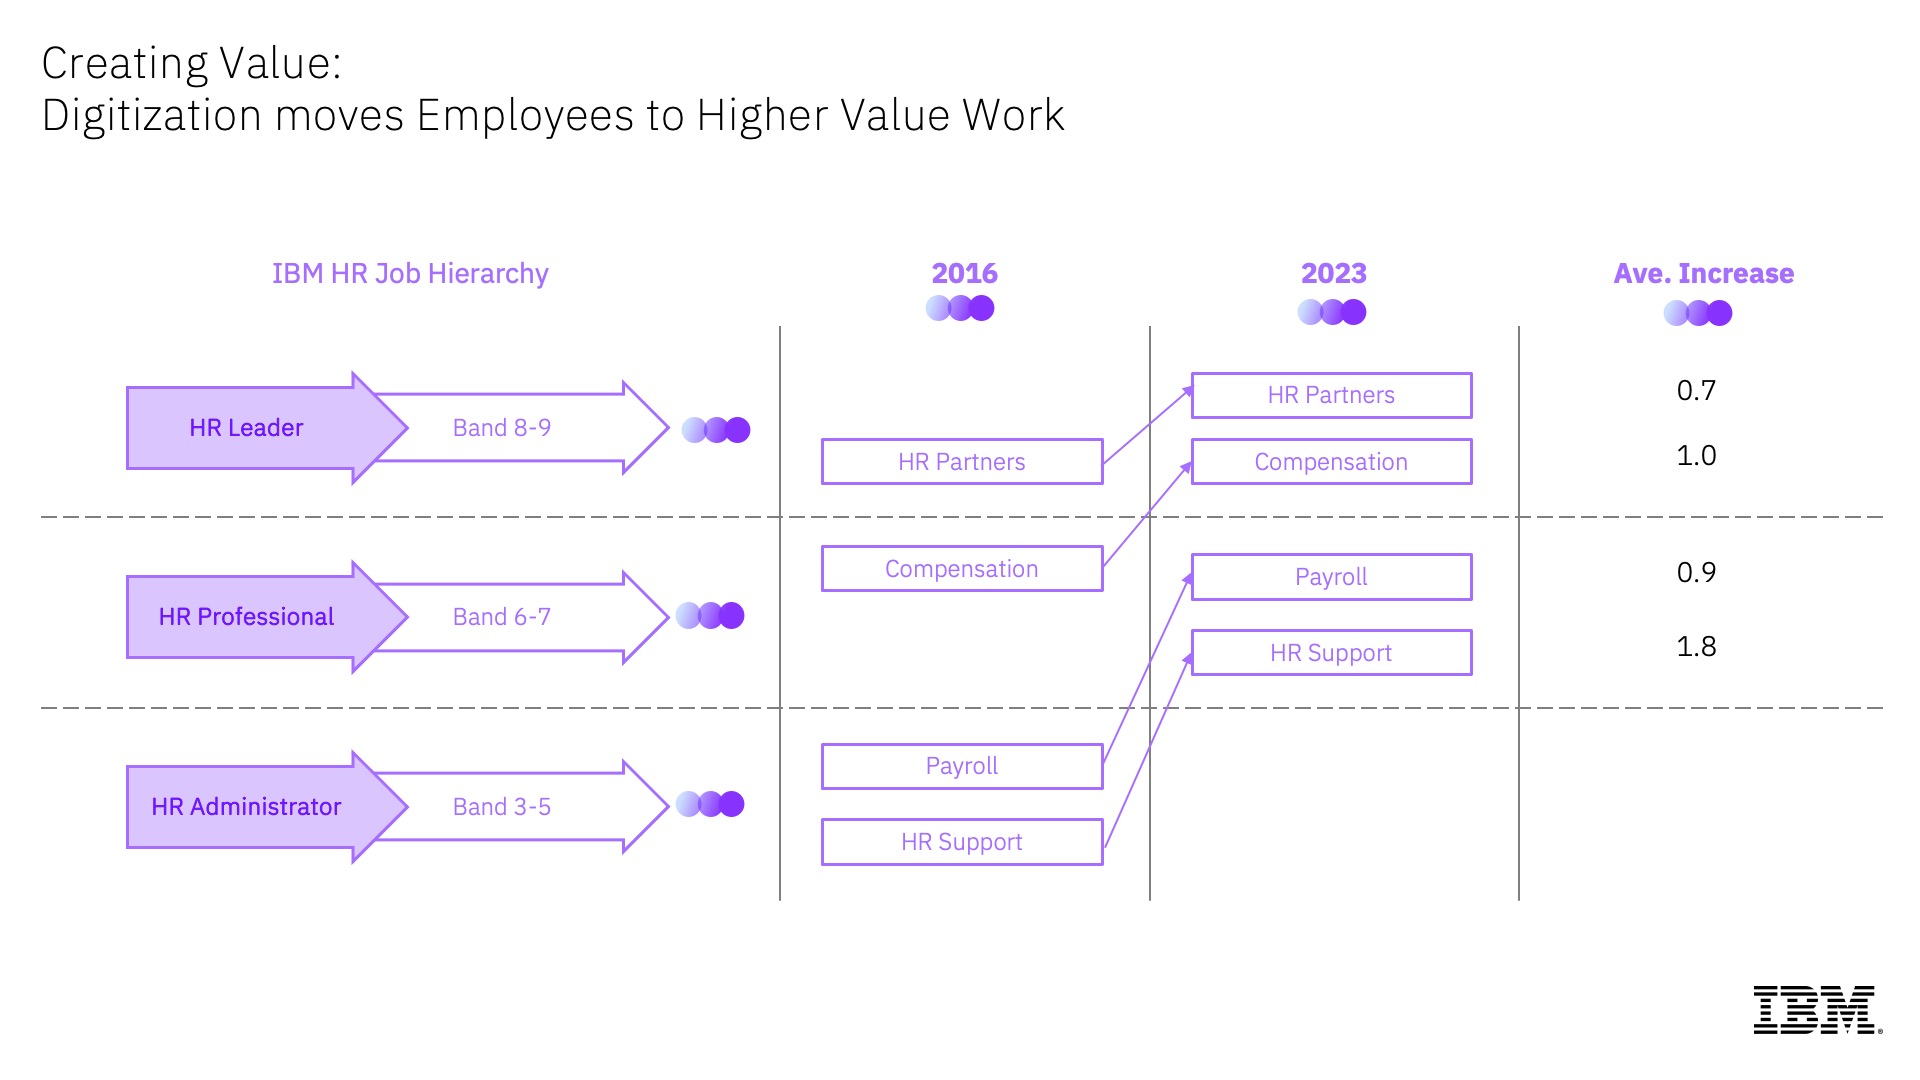 Creating Value:
Digitization moves Employees to Higher Value Work
IBM HR Job Hierarchy
2016
2023
Ave. Increase
HR Leader
Band 8-9
HR Partners
HR Partners
0.7
Compensation
1.0
HR Professional
Band 6-7
Compensation
Payroll
0.9
HR Support
1.8
HR Administrator
Band 3-5
Payroll
HR Support
IBM®